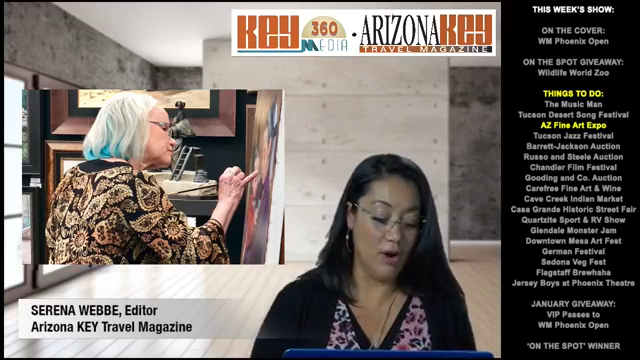 KEY 360 MEDIA • ARIZONA KEY TRAVEL MAGAZINE
SERENA WEBBE, Editor
Arizona KEY Travel Magazine
THIS WEEK'S SHOW:
ON THE COVER:
WM Phoenix Open
ON THE SPOT GIVEAWAY:
Wildlife World Zoo
THINGS TO DO:
The Music Man
Tucson Desert Song Festival
AZ Fine Art Expo
Tucson Jazz Festival
Barrett-Jackson Auction
Russo and Steele Auction
Chandler Film Festival
Gooding and Co. Auction
Carefree Fine Art & Wine
Cave Creek Indian Market
Casa Grande Historic Street Fair
Quartzite Sport & RV Show
Glendale Monster Jam
Downtown Mesa Art Fest
German Festival
Sedona Veg Fest
Flagstaff Brewhaha
Jersey Boys at Phoenix Theatre
JANUARY GIVEAWAY:
VIP Passes to
WM Phoenix Open
'ON THE SPOT' WINNER